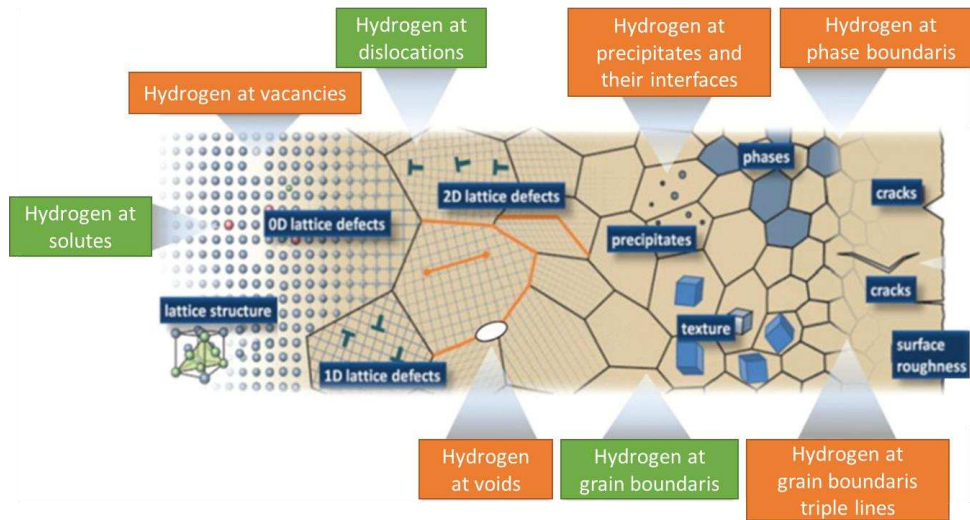 Hydrogen at
dislocations
Hydrogen at
precipitates and
their interfaces
Hydrogen at
phase boundaris
Hydrogen at vacancies
phases
2D lattice defects
cracks
Hydrogen at
solutes
0D lattice defects
precipitates
cracks
lattice structure
texture
surface
roughness
1D lattice defects
Hydrogen
at voids
Hydrogen at
grain boundaris
Hydrogen at
grain boundaris
triple lines